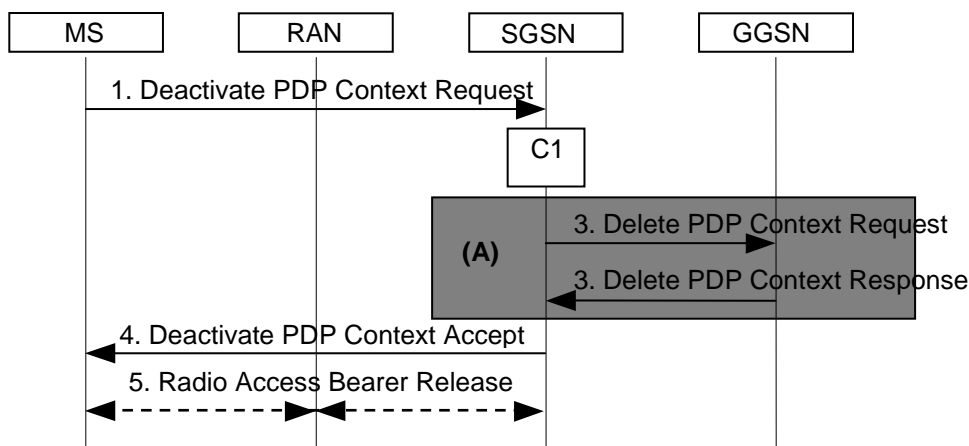 MS RAN SGSN GGSN
1. Deactivate PDP Context Request
C1
3. Delete PDP Context Request
(A)
3. Delete PDP Context Response
4. Deactivate PDP Context Accept
5. Radio Access Bearer Release